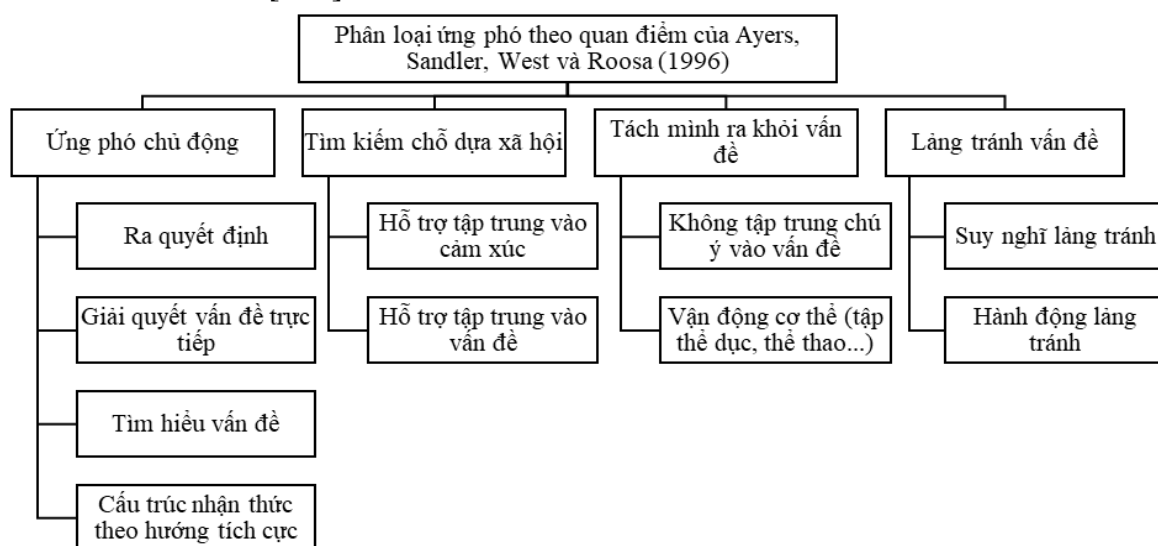 Phân loại ứng phó theo quan điểm của Ayers,
Sandler, West và Roosa (1996)
Ứng phó chủ động
Ra quyết định
Giải quyết vấn đề trực
tiếp
Tìm hiểu vấn đề
Cấu trúc nhận thức
theo hướng tích cực
Tìm kiếm chỗ dựa xã hội
Hỗ trợ tập trung vào
cảm xúc
Hỗ trợ tập trung vào
vấn đề
Tách mình ra khỏi vấn
đề
Không tập trung chú
ý vào vấn đề
Vận động cơ thể (tập
thể dục, thể thao...)
Lảng tránh vấn đề
Suy nghĩ lảng tránh
Hành động lảng
tránh